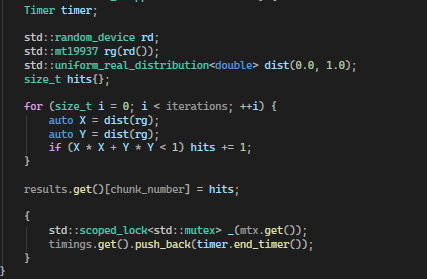 Timer timer;
std::random_device rd;
std::mt19937 rg(rd());
std::uniform_real_distribution<double> dist(0.0, 1.0);
size_t hits{};
for (size_t i = 0; i < iterations; ++i) {
auto X = dist(rg);
auto Y = dist(rg);
if (X * X + Y * Y < 1) hits += 1;
}
results.get()[chunk_number] = hits;
{
std::scoped_lock<std::mutex> _(mtx.get());
timings.get().push_back(timer.end_timer());
}
}